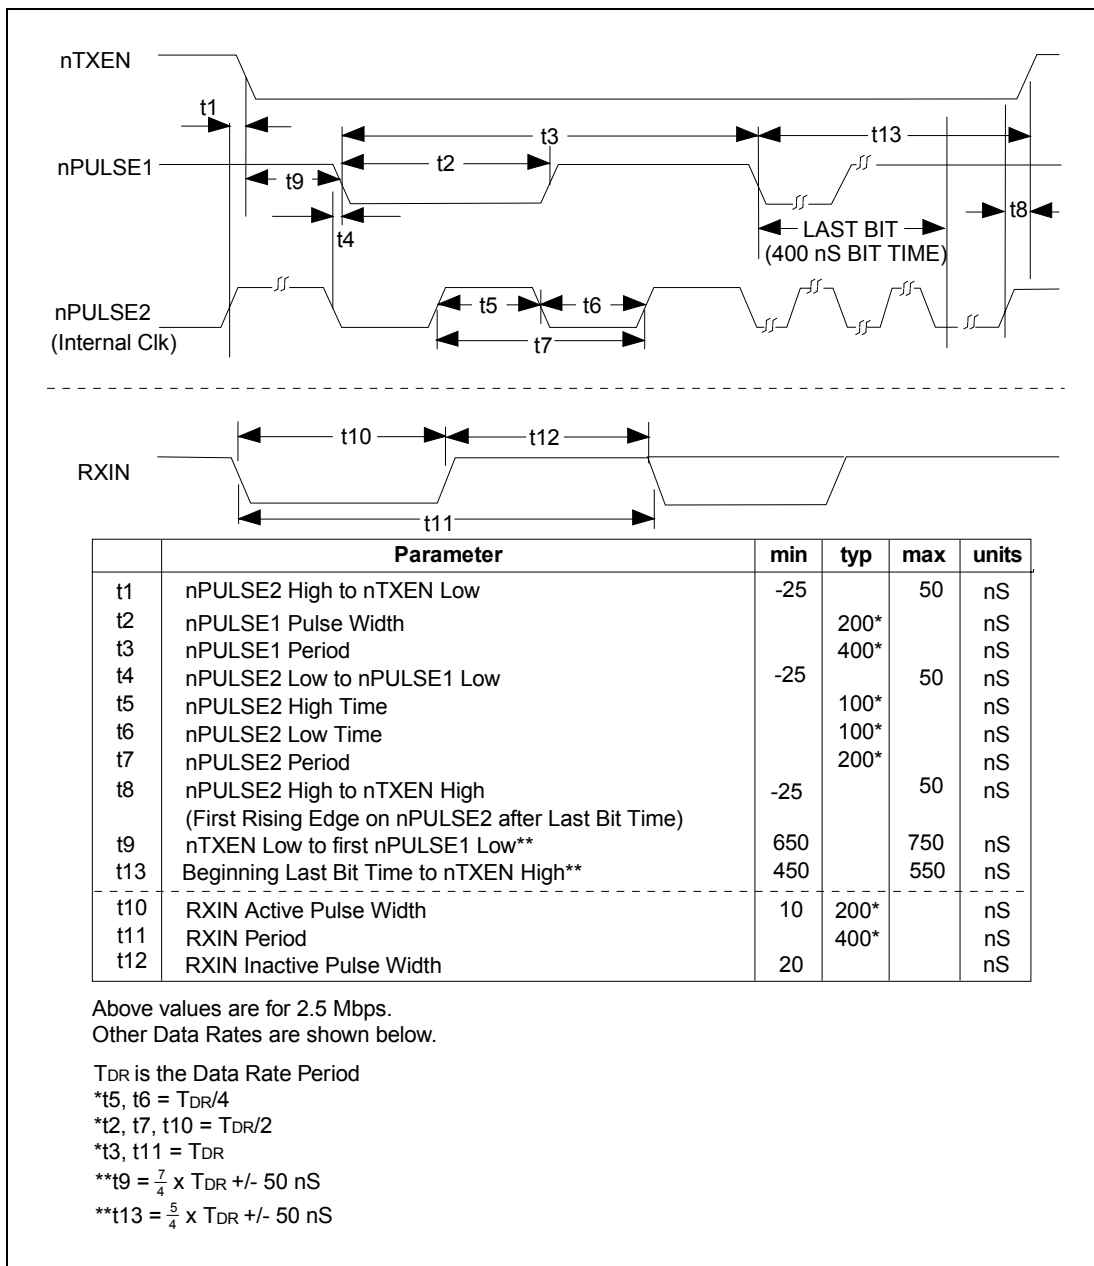 nTXEN
t1
t3
t13
nPULSE1
t2
t9
t8
t4
LAST BIT
(400 nS BIT TIME)
nPULSE2
(Internal Clk)
t5
t6
t7
t10
t12
RXIN
t11
Parameter min typ max units
t1 nPULSE2 High to nTXEN Low -25 50 nS
t2 nPULSE1 Pulse Width 200* nS
t3 nPULSE1 Period 400* nS
t4 nPULSE2 Low to nPULSE1 Low -25 50 nS
t5 nPULSE2 High Time 100* nS
t6 nPULSE2 Low Time 100* nS
t7 nPULSE2 Period 200* nS
t8 nPULSE2 High to nTXEN High -25 50 nS
(First Rising Edge on nPULSE2 after Last Bit Time)
t9 nTXEN Low to first nPULSE1 Low** 650 750 nS
t13 Beginning Last Bit Time to nTXEN High** 450 550 nS
t10 RXIN Active Pulse Width 10 200* nS
t11 RXIN Period 400* nS
t12 RXIN Inactive Pulse Width 20 nS
Above values are for 2.5 Mbps.
Other Data Rates are shown below.
TDR is the Data Rate Period
*t5, t6 = TDR/4
*t2, t7, t10 = TDR/2
*t3, t11 = TDR
**t9 = 7/4 x TDR +/- 50 nS
**t13 = 5/4 x TDR +/- 50 nS